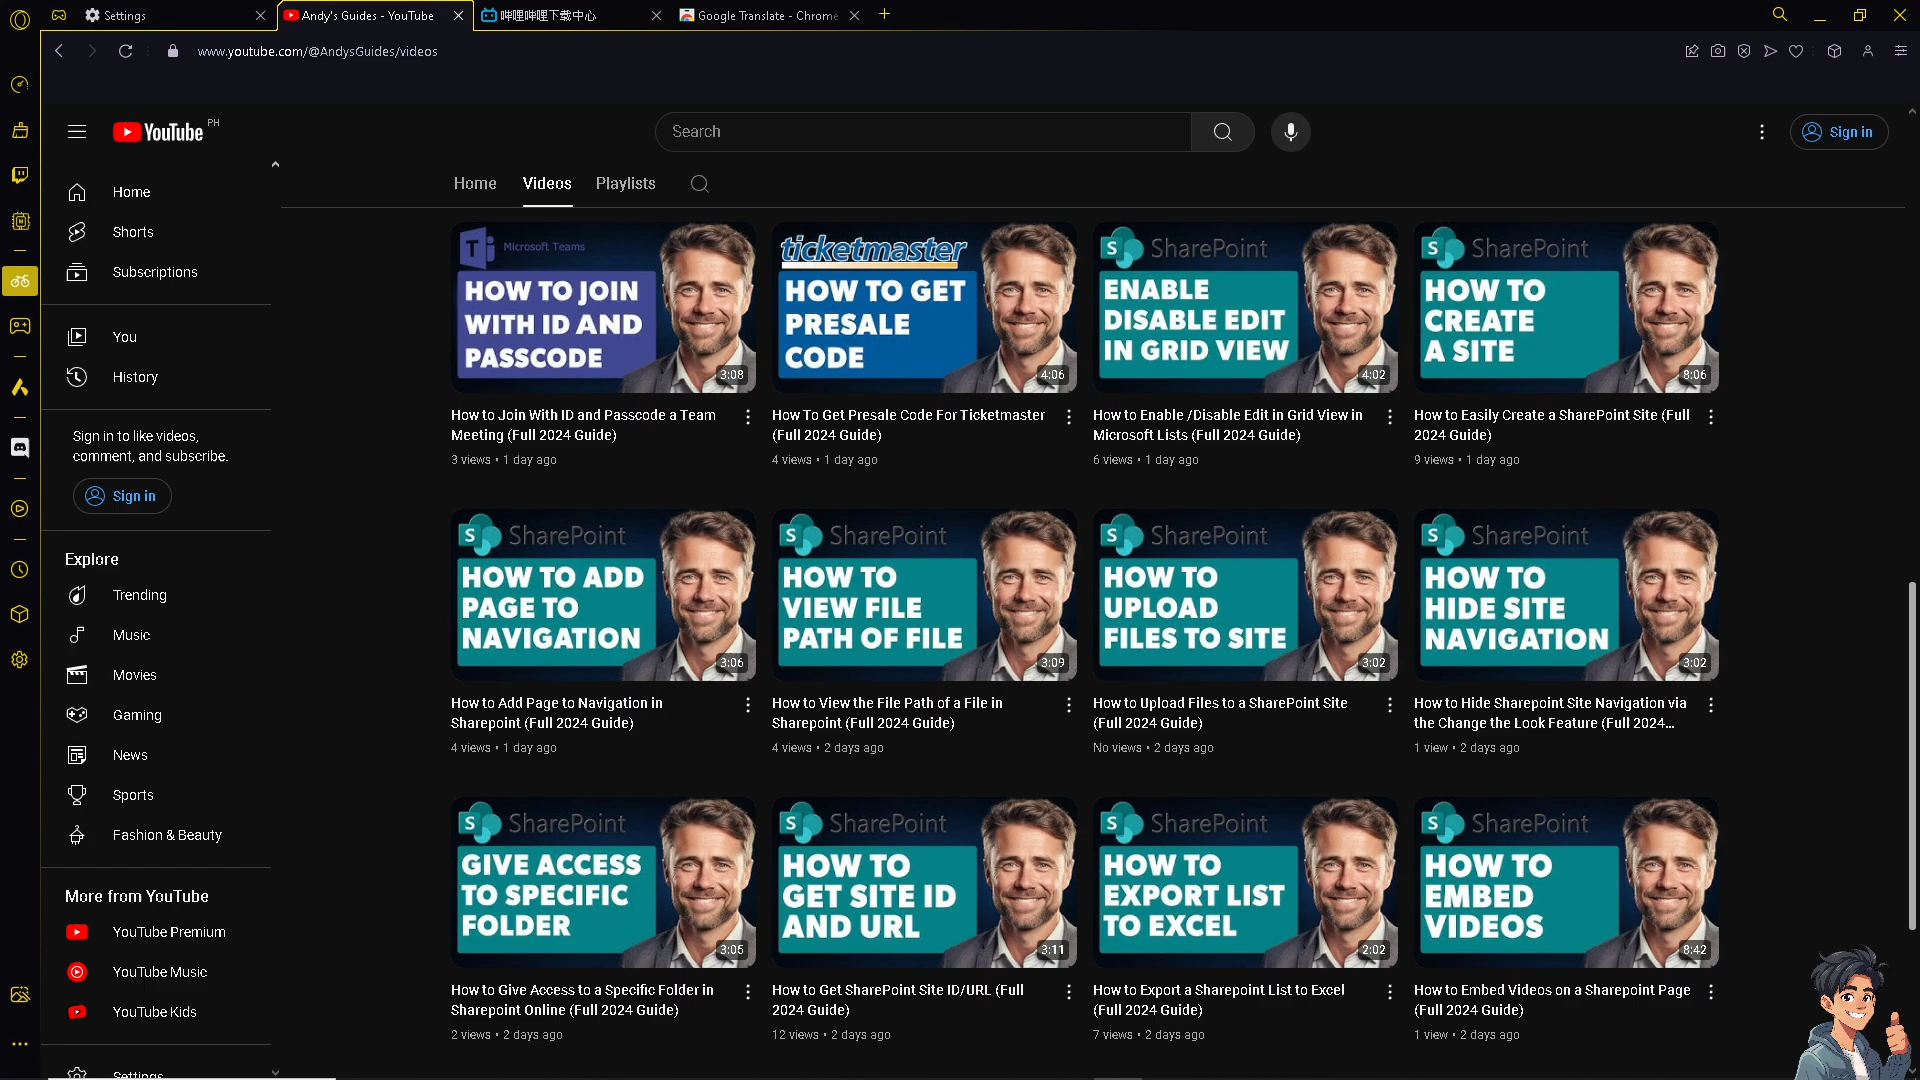 Settings
Andy's Guides - YouTube
哔哩哔哩下载中心
Google Translate - Chrome
www.youtube.com/@AndysGuides/videos
YouTube PH
Search
Sign in
Home
Videos
Playlists
Home
Shorts
Subscriptions
You
History
Sign in to like videos,
comment, and subscribe.
Sign in
Explore
Trending
Music
Movies
Gaming
News
Sports
Fashion & Beauty
More from YouTube
YouTube Premium
YouTube Music
YouTube Kids
Settings
Microsoft Teams
HOW TO JOIN
WITH ID AND
PASSCODE
3:08
How to Join With ID and Passcode a Team
Meeting (Full 2024 Guide)
3 views • 1 day ago
ticketmaster
HOW TO GET
PRESALE
CODE
4:06
How To Get Presale Code For Ticketmaster
(Full 2024 Guide)
4 views • 1 day ago
SharePoint
ENABLE
DISABLE EDIT
IN GRID VIEW
4:02
How to Enable /Disable Edit in Grid View in
Microsoft Lists (Full 2024 Guide)
6 views • 1 day ago
SharePoint
HOW TO
CREATE
A SITE
8:06
How to Easily Create a SharePoint Site (Full
2024 Guide)
9 views • 1 day ago
SharePoint
HOW TO ADD
PAGE TO
NAVIGATION
3:06
How to Add Page to Navigation in
Sharepoint (Full 2024 Guide)
4 views • 1 day ago
SharePoint
HOW TO
VIEW FILE
PATH OF FILE
3:09
How to View the File Path of a File in
Sharepoint (Full 2024 Guide)
4 views • 2 days ago
SharePoint
HOW TO
UPLOAD
FILES TO SITE
3:02
How to Upload Files to a SharePoint Site
(Full 2024 Guide)
No views • 2 days ago
SharePoint
HOW TO
HIDE SITE
NAVIGATION
3:02
How to Hide Sharepoint Site Navigation via
the Change the Look Feature (Full 2024...
1 view • 2 days ago
SharePoint
GIVE ACCESS
TO SPECIFIC
FOLDER
3:05
How to Give Access to a Specific Folder in
Sharepoint Online (Full 2024 Guide)
2 views • 2 days ago
SharePoint
HOW TO
GET SITE ID
AND URL
3:11
How to Get SharePoint Site ID/URL (Full
2024 Guide)
12 views • 2 days ago
SharePoint
HOW TO
EXPORT LIST
TO EXCEL
2:02
How to Export a Sharepoint List to Excel
(Full 2024 Guide)
7 views • 2 days ago
SharePoint
HOW TO
EMBED
VIDEOS
8:42
How to Embed Videos on a Sharepoint Page
(Full 2024 Guide)
1 view • 2 days ago